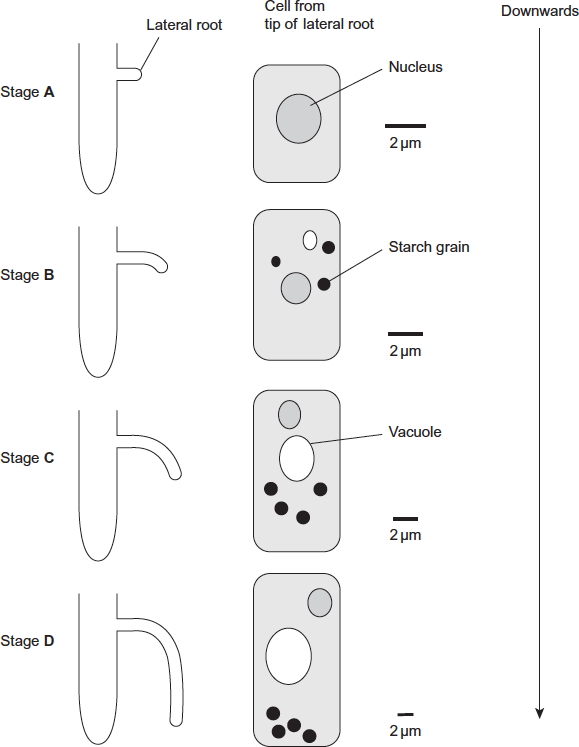 Cell from
tip of lateral root
Downwards
Lateral root
Stage A
Nucleus
2 µm
Stage B
Starch grain
2 µm
Stage C
Vacuole
2 µm
Stage D
2 µm